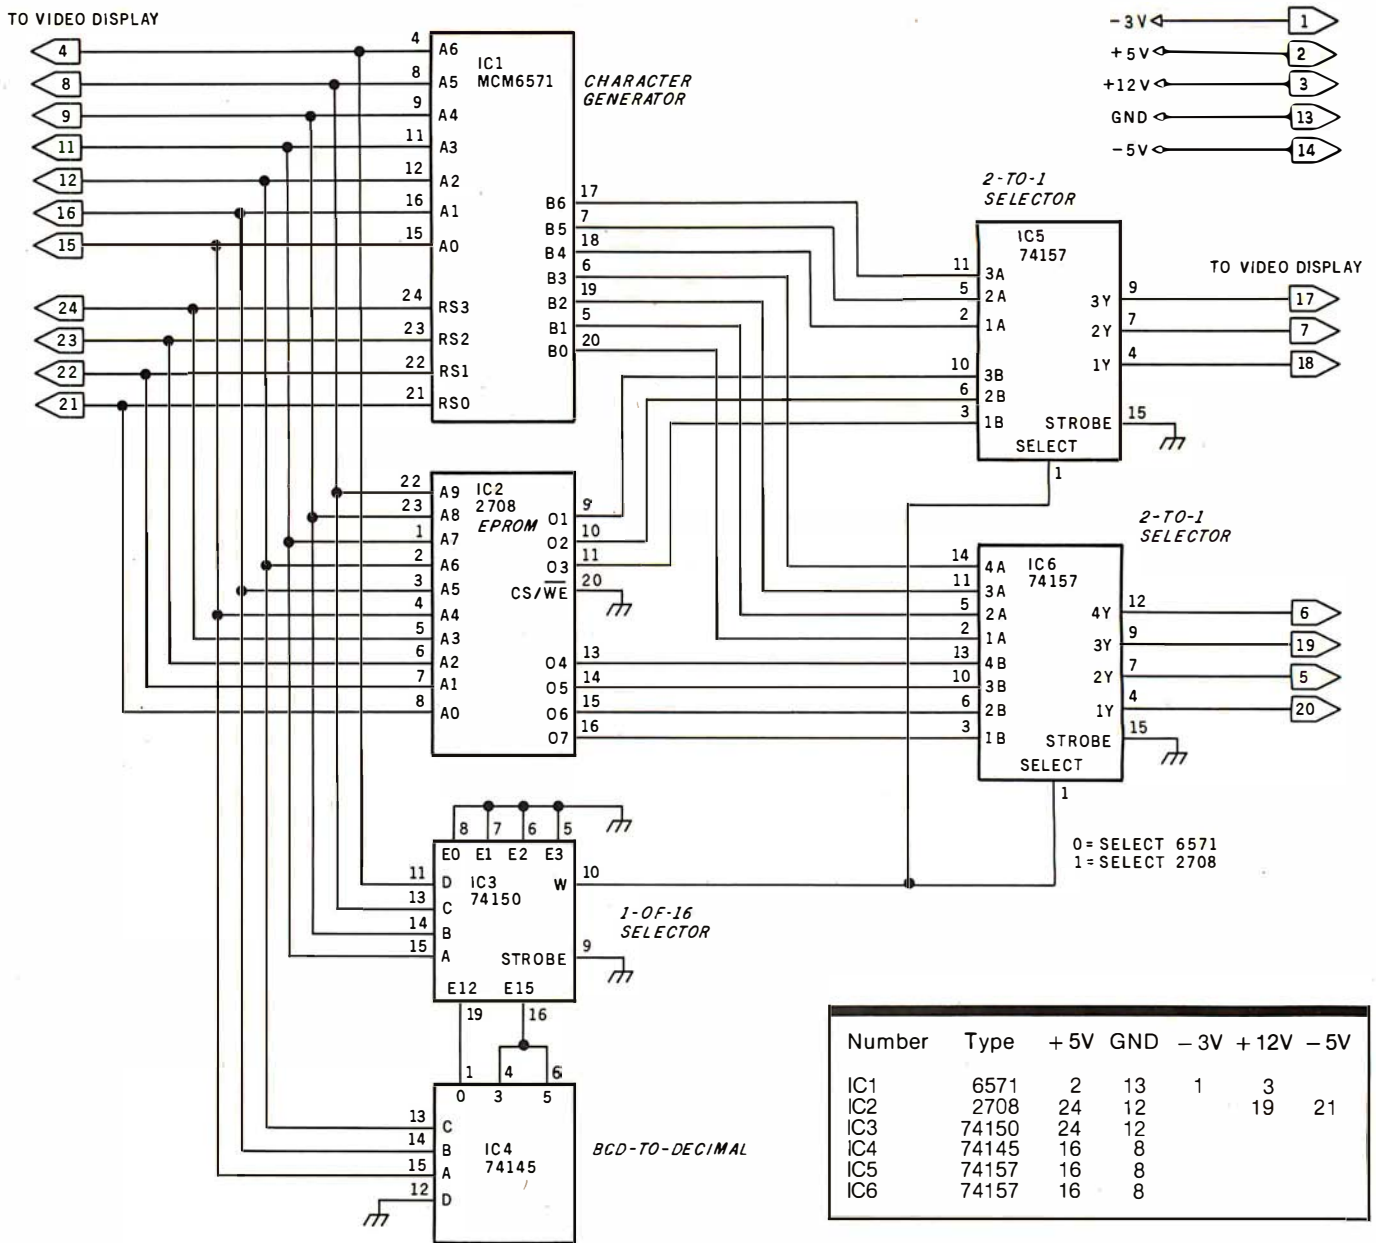 TO VIDEO DISPLAY
4
8
9
11
12
16
15
24
23
22
21
-3V 1
+5V 2
+12V 3
GND 13
-5V 14
IC1
MCM6571
CHARACTER
GENERATOR
4 A6
8 A5
9 A4
11 A3
12 A2
16 A1
15 A0
24 RS3
23 RS2
22 RS1
21 RS0
B6 17
B5 7
B4 18
B3 6
B2 19
B1 5
B0 20
2-TO-1
SELECTOR
IC5
74157
11 3A
5 2A
2 1A
10 3B
6 2B
3 1B
TO VIDEO DISPLAY
3Y 9 17
2Y 7 7
1Y 4 18
STROBE 15
SELECT
1
IC2
2708
EPROM
22 A9
23 A8
1 A7
2 A6
3 A5
4 A4
5 A3
6 A2
7 A1
8 A0
O1 9
O2 10
O3 11
CS/WE 20
O4 13
O5 14
O6 15
O7 16
2-TO-1
SELECTOR
IC6
74157
14 4A
11 3A
5 2A
2 1A
13 4B
10 3B
6 2B
3 1B
4Y 12 6
3Y 9 19
2Y 7 5
1Y 4 20
STROBE 15
SELECT
1
0=SELECT 6571
1=SELECT 2708
8 7 6 5
E0 E1 E2 E3
IC3
74150
11 D
13 C
14 B
15 A
W 10
STROBE 9
E12 E15
19 16
1-OF-16
SELECTOR
1 4 6
0 3 5
IC4
74145
13 C
14 B
15 A
12 D
BCD-TO-DECIMAL
Number Type +5V GND -3V +12V -5V
IC1 6571 2 13 1 3
IC2 2708 24 12 19 21
IC3 74150 24 12
IC4 74145 16 8
IC5 74157 16 8
IC6 74157 16 8